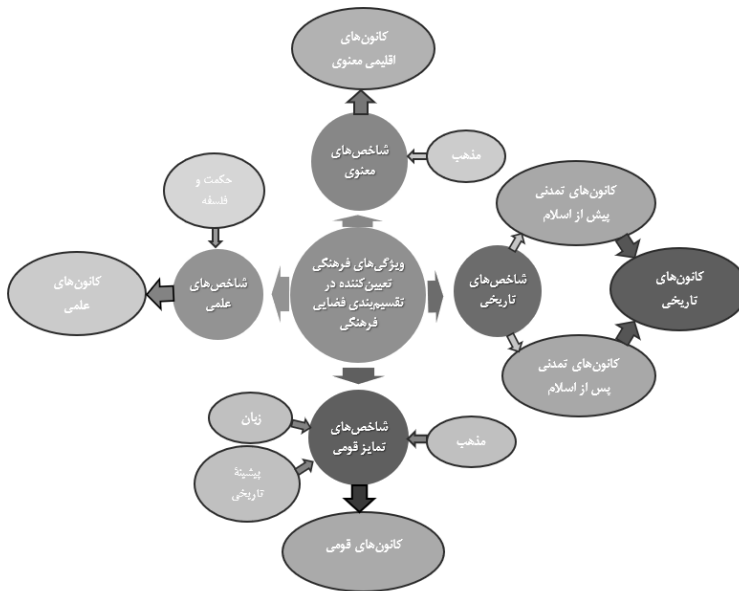 کانون‌های
اقلیمی معنوی
شاخص‌های
معنوی
مذهب
حکمت و
فلسفه
کانون‌های تمدنی
پیش از اسلام
کانون‌های
علمی
شاخص‌های
علمی
ویژگی‌های فرهنگی
تعیین‌کننده در
تقسیم‌بندی فضایی
فرهنگی
شاخص‌های
تاریخی
کانون‌های
تاریخی
کانون‌های تمدنی
پس از اسلام
زبان
شاخص‌های
تمایز قومی
مذهب
پیشینهٔ
تاریخی
کانون‌های قومی